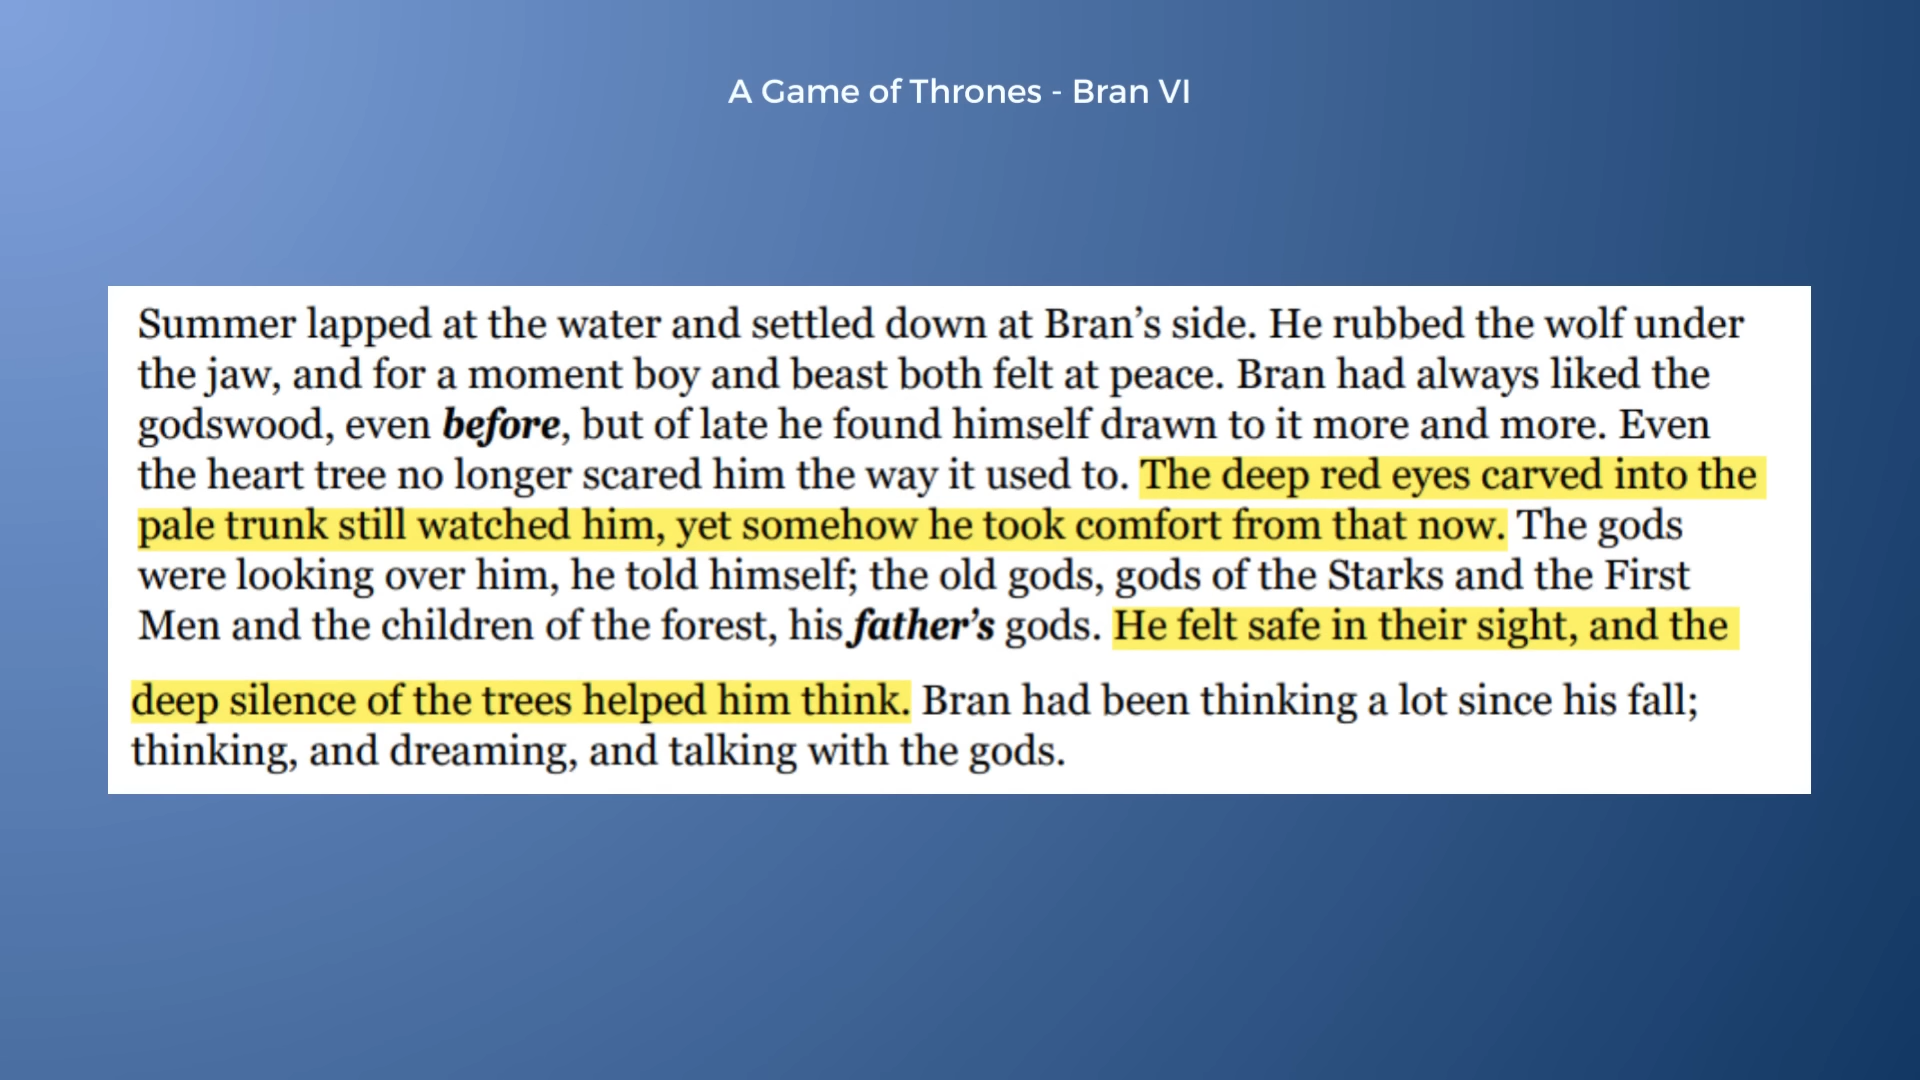 A Game of Thrones - Bran VI
Summer lapped at the water and settled down at Bran’s side. He rubbed the wolf under
the jaw, and for a moment boy and beast both felt at peace. Bran had always liked the
godswood, even before, but of late he found himself drawn to it more and more. Even
the heart tree no longer scared him the way it used to. The deep red eyes carved into the
pale trunk still watched him, yet somehow he took comfort from that now. The gods
were looking over him, he told himself; the old gods, gods of the Starks and the First
Men and the children of the forest, his father’s gods. He felt safe in their sight, and the
deep silence of the trees helped him think. Bran had been thinking a lot since his fall;
thinking, and dreaming, and talking with the gods.